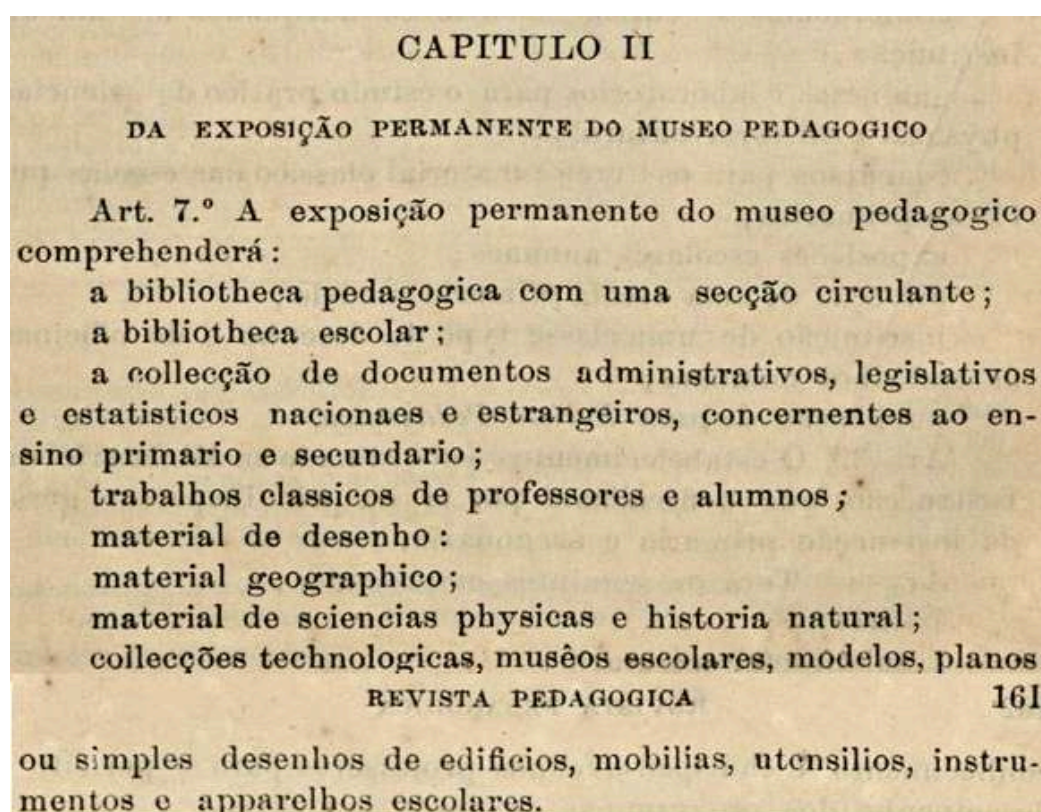 CAPITULO II
DA EXPOSIÇÃO PERMANENTE DO MUSEO PEDAGOGICO
Art. 7.º A exposição permanente do museo pedagogico
comprehenderá :
a bibliotheca pedagogica com uma secção circulante ;
a bibliotheca escolar ;
a collecção de documentos administrativos, legislativos
e estatisticos nacionaes e estrangeiros, concernentes ao en-
sino primario e secundario ;
trabalhos classicos de professores e alumnos ;
material de desenho :
material geographico ;
material de sciencias physicas e historia natural ;
collecções technologicas, musêos escolares, modelos, planos
REVISTA PEDAGOGICA 161
ou simples desenhos de edificios, mobilias, utensilios, instru-
mentos e apparelhos escolares.